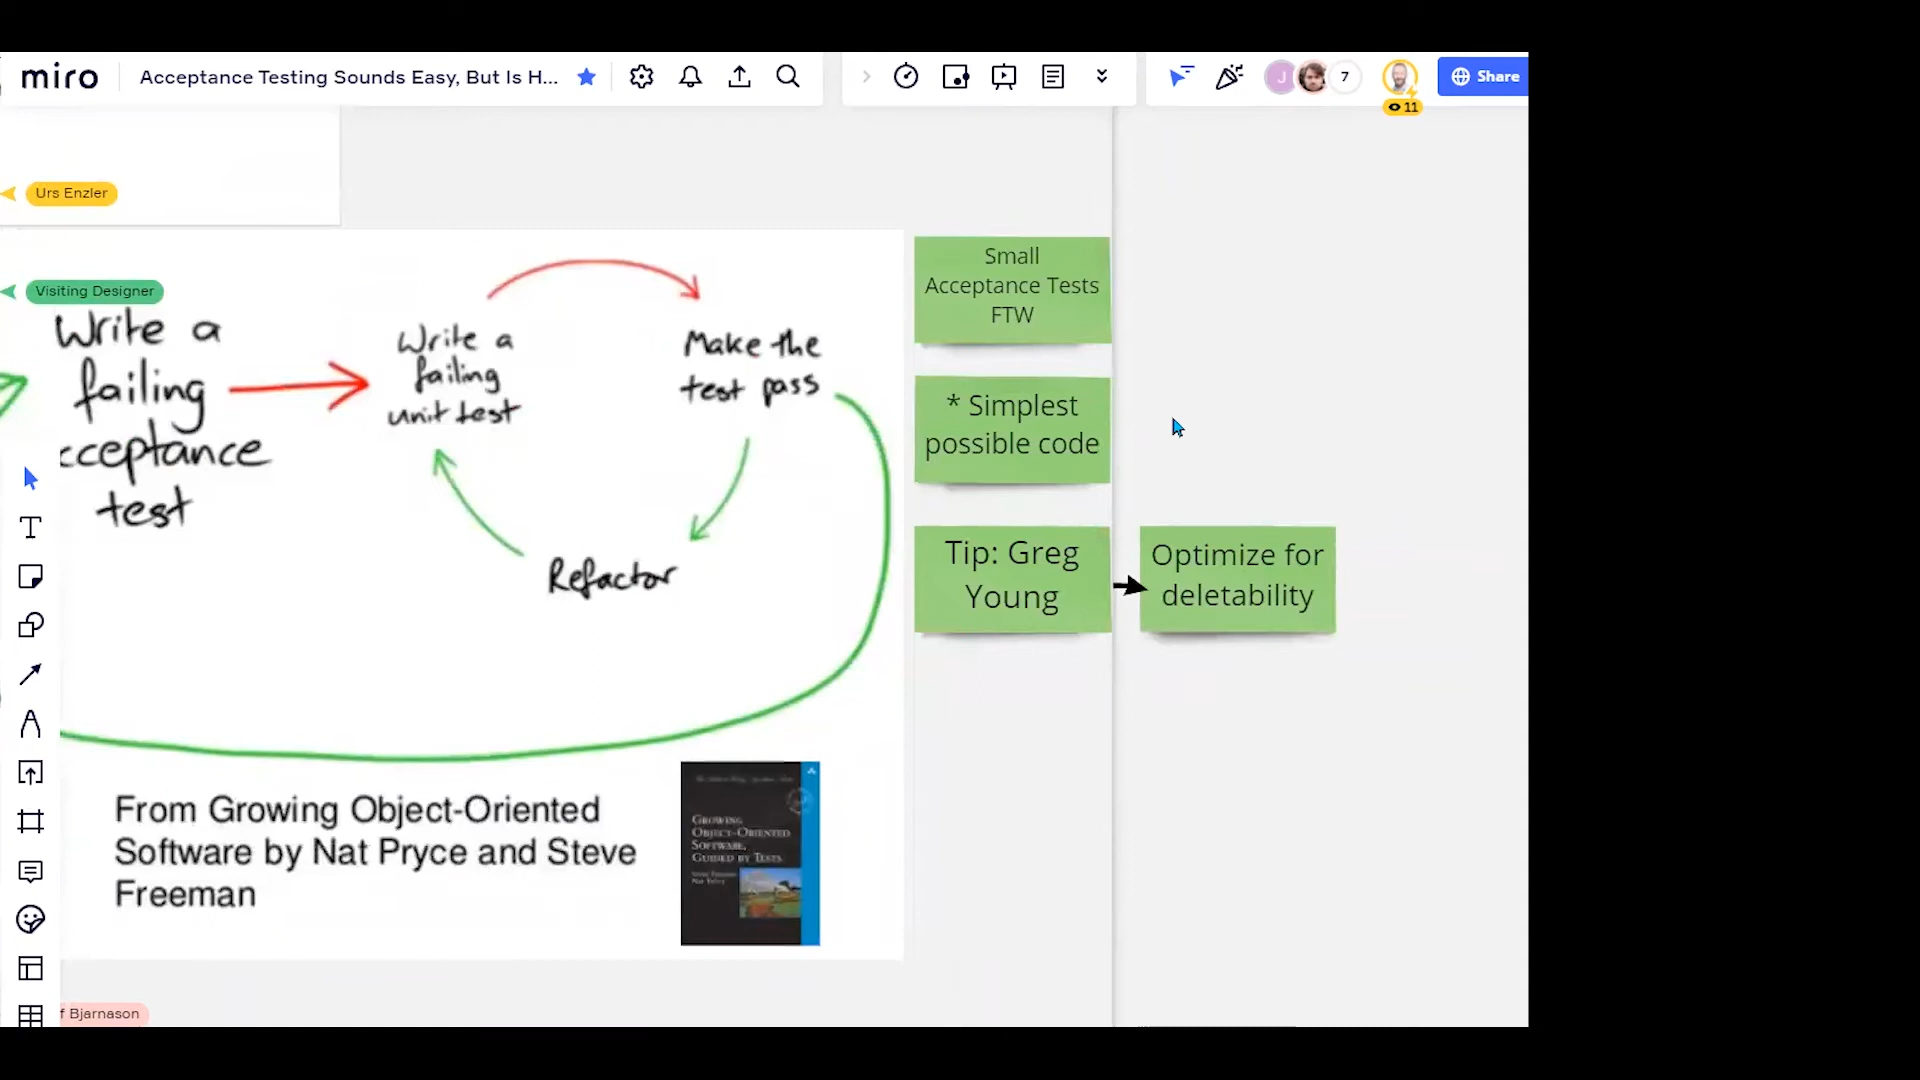 miro
Acceptance Testing Sounds Easy, But Is H...
J
7
Share
11
Urs Enzler
Visiting Designer
Write a
failing
cceptance
test
Write a
failing
unit test
Make the
test pass
Refactor
Small
Acceptance Tests
FTW
* Simplest
possible code
Tip: Greg
Young
Optimize for
deletability
From Growing Object-Oriented
Software by Nat Pryce and Steve
Freeman
GROWING
OBJECT-ORIENTED
SOFTWARE,
GUIDED BY TESTS
f Bjarnason